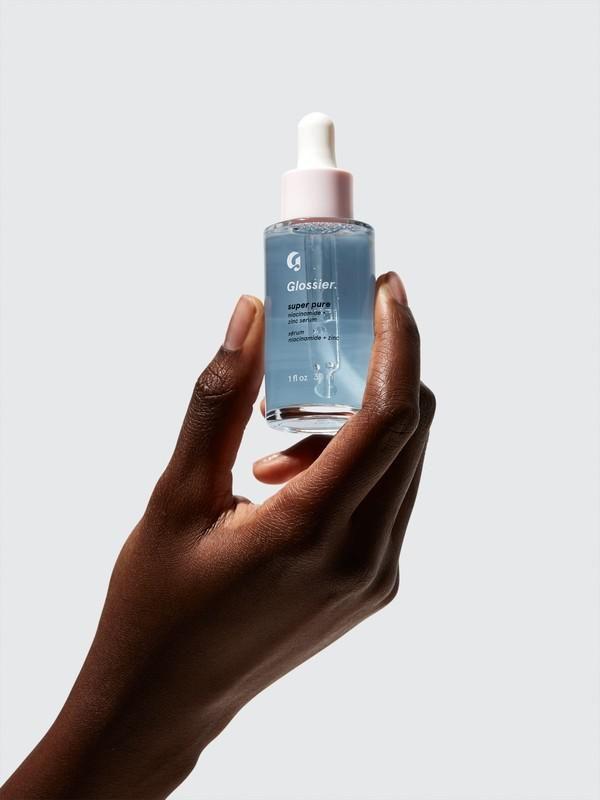 G
Glossier.
super pure
niacinamide +
zinc serum
sérum
niacinamide + zinc
1 fl oz